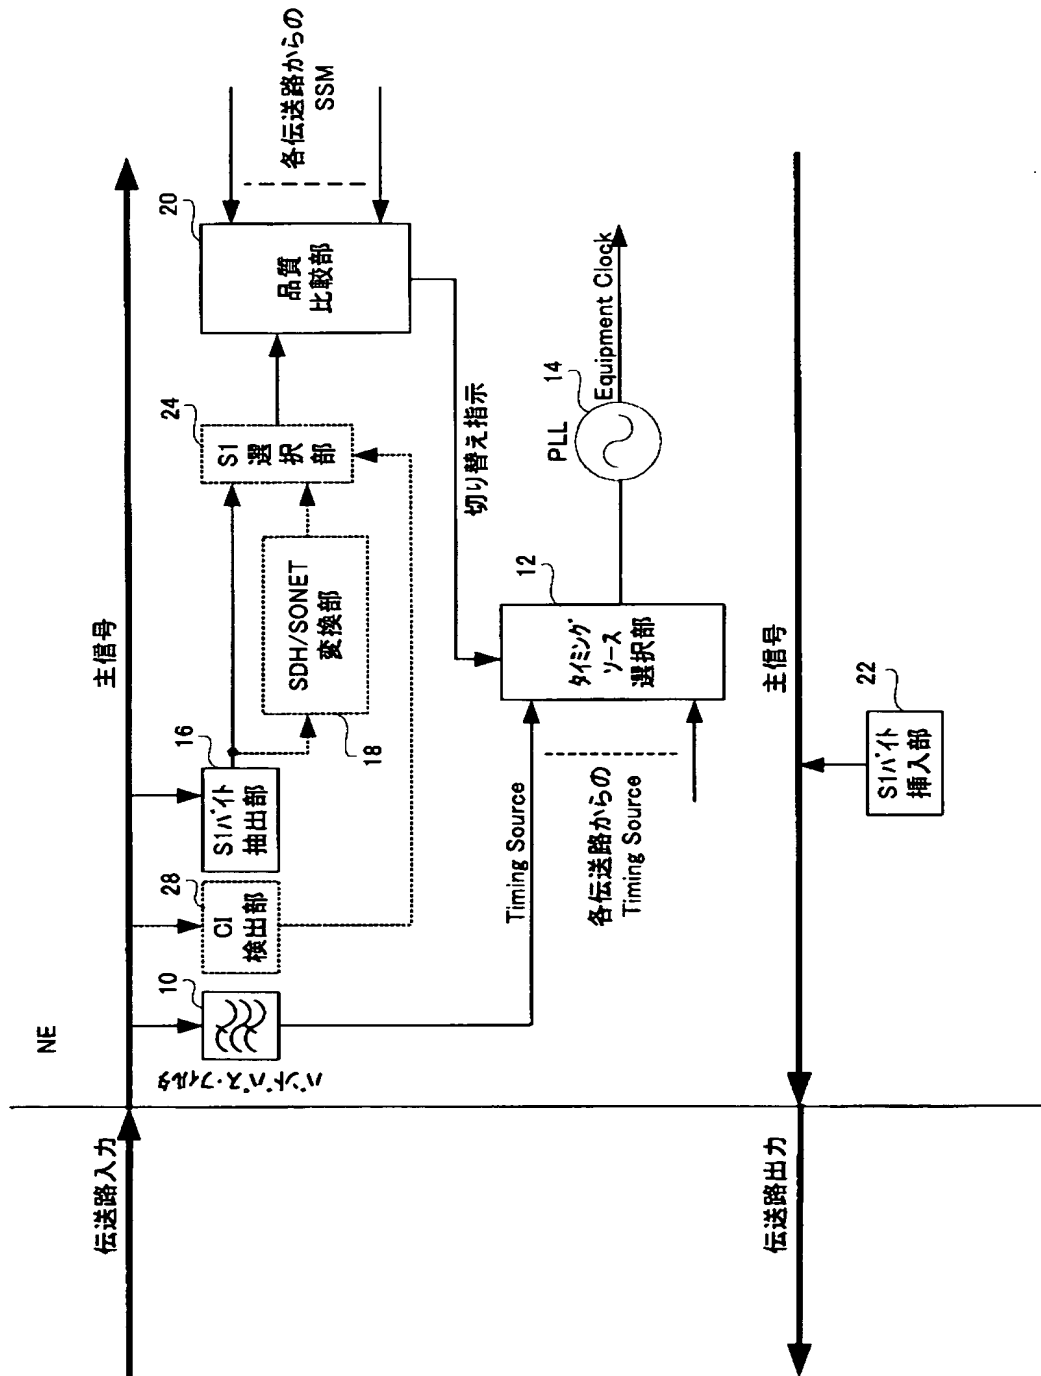 NE
伝送路入力
主信号
バンドパス・フィルタ
10
CI
検出部
28
S1バイト
抽出部
16
SDH/SONET
変換部
18
S1
選択部
24
品質
比較部
20
各伝送路からの
SSM
切り替え指示
Timing Source
各伝送路からの
Timing Source
タイミング
ソース
選択部
12
PLL
14
Equipment Clock
主信号
伝送路出力
S1バイト
挿入部
22